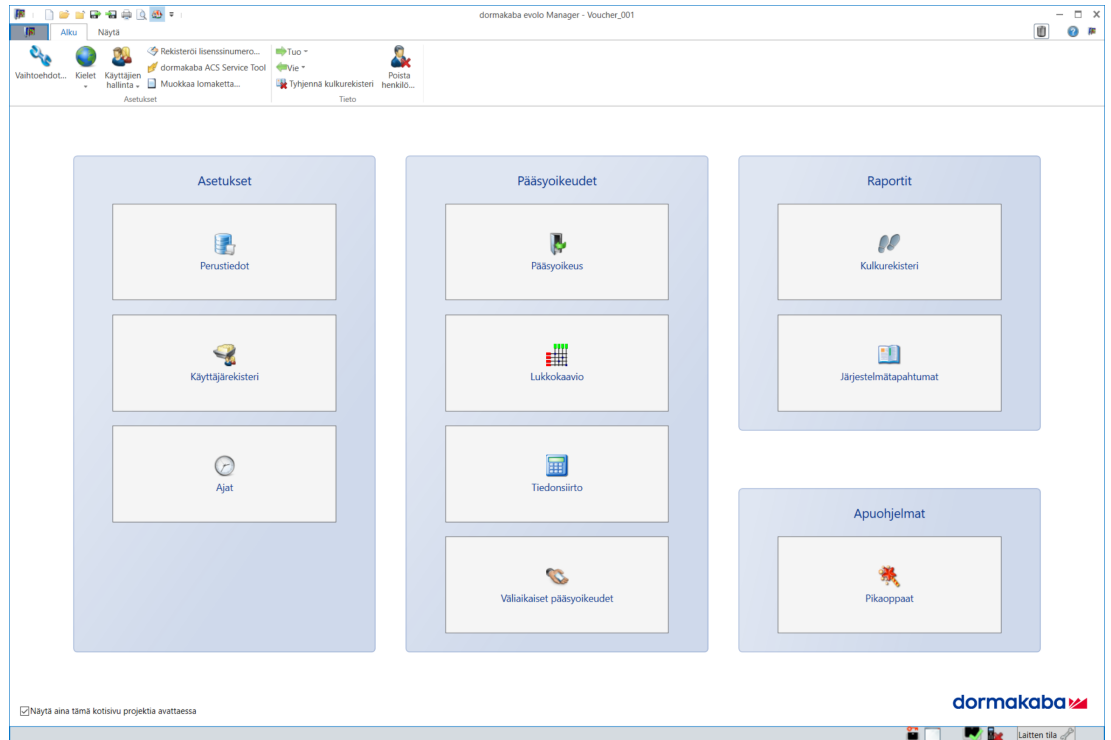 dormakaba evolo Manager - Voucher_001
Alku Näytä
Vaihtoehdot...
Kielet
Käyttäjien hallinta
Rekisteröi lisenssinumero...
dormakaba ACS Service Tool
Muokkaa lomaketta...
Asetukset
Tuo
Vie
Tyhjennä kulkurekisteri
Poista henkilö...
Tieto
Asetukset
Perustiedot
Käyttäjärekisteri
Ajat
Pääsyoikeudet
Pääsyoikeus
Lukkokaavio
Tiedonsiirto
Väliaikaiset pääsyoikeudet
Raportit
Kulkurekisteri
Järjestelmätapahtumat
Apuohjelmat
Pikaoppaat
Näytä aina tämä kotisivu projektia avattaessa
dormakaba
Laitten tila